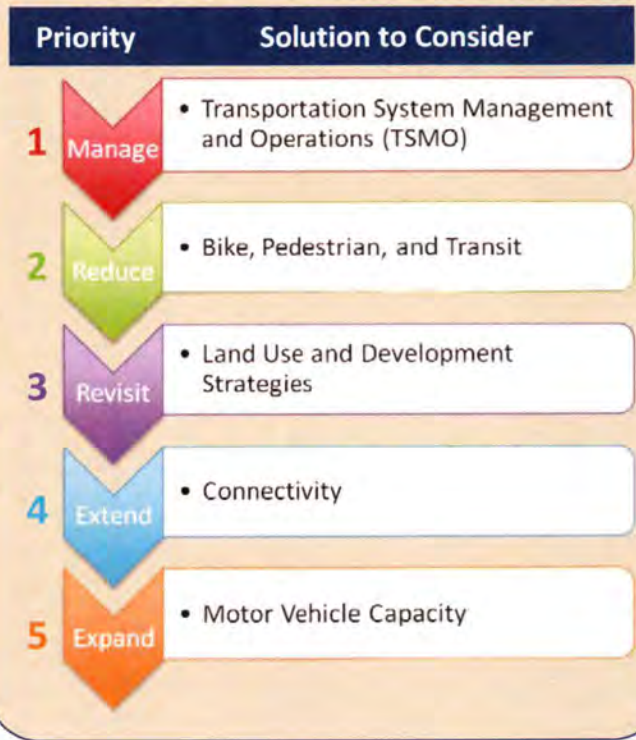 Priority Solution to Consider
1 Manage • Transportation System Management
and Operations (TSMO)
2 Reduce • Bike, Pedestrian, and Transit
3 Revisit • Land Use and Development
Strategies
4 Extend • Connectivity
5 Expand • Motor Vehicle Capacity